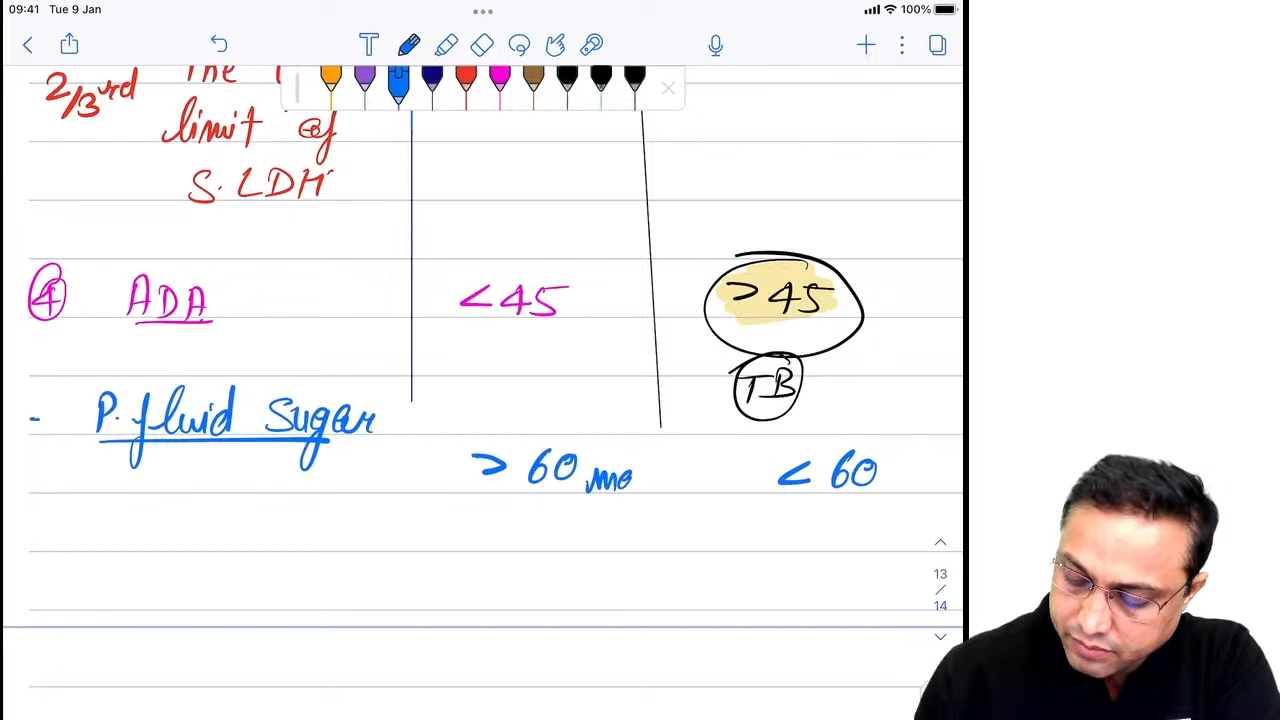 09:41 Tue 9 Jan
100%
T
2/3rd The
limit of
S. LDH
4 ADA <45 >45
TB
- P. fluid Sugar
> 60 mg < 60
13
/
14